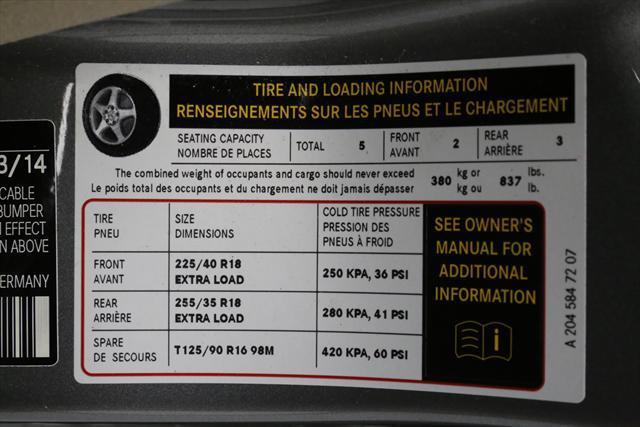 TIRE AND LOADING INFORMATION
RENSEIGNEMENTS SUR LES PNEUS ET LE CHARGEMENT
SEATING CAPACITY
NOMBRE DE PLACES
TOTAL 5
FRONT
AVANT
2
REAR
ARRIÈRE
3
The combined weight of occupants and cargo should never exceed
Le poids total des occupants et du chargement ne doit jamais dépasser
380 kg or
kg ou
837 lbs.
lb.
TIRE
PNEU
SIZE
DIMENSIONS
COLD TIRE PRESSURE
PRESSION DES
PNEUS À FROID
FRONT
AVANT
225/40 R18
EXTRA LOAD
250 KPA, 36 PSI
REAR
ARRIÈRE
255/35 R18
EXTRA LOAD
280 KPA, 41 PSI
SPARE
DE SECOURS
T125/90 R16 98M
420 KPA, 60 PSI
SEE OWNER'S
MANUAL FOR
ADDITIONAL
INFORMATION
i
A 204 584 72 07
3/14
CABLE
BUMPER
EFFECT
N ABOVE
ERMANY